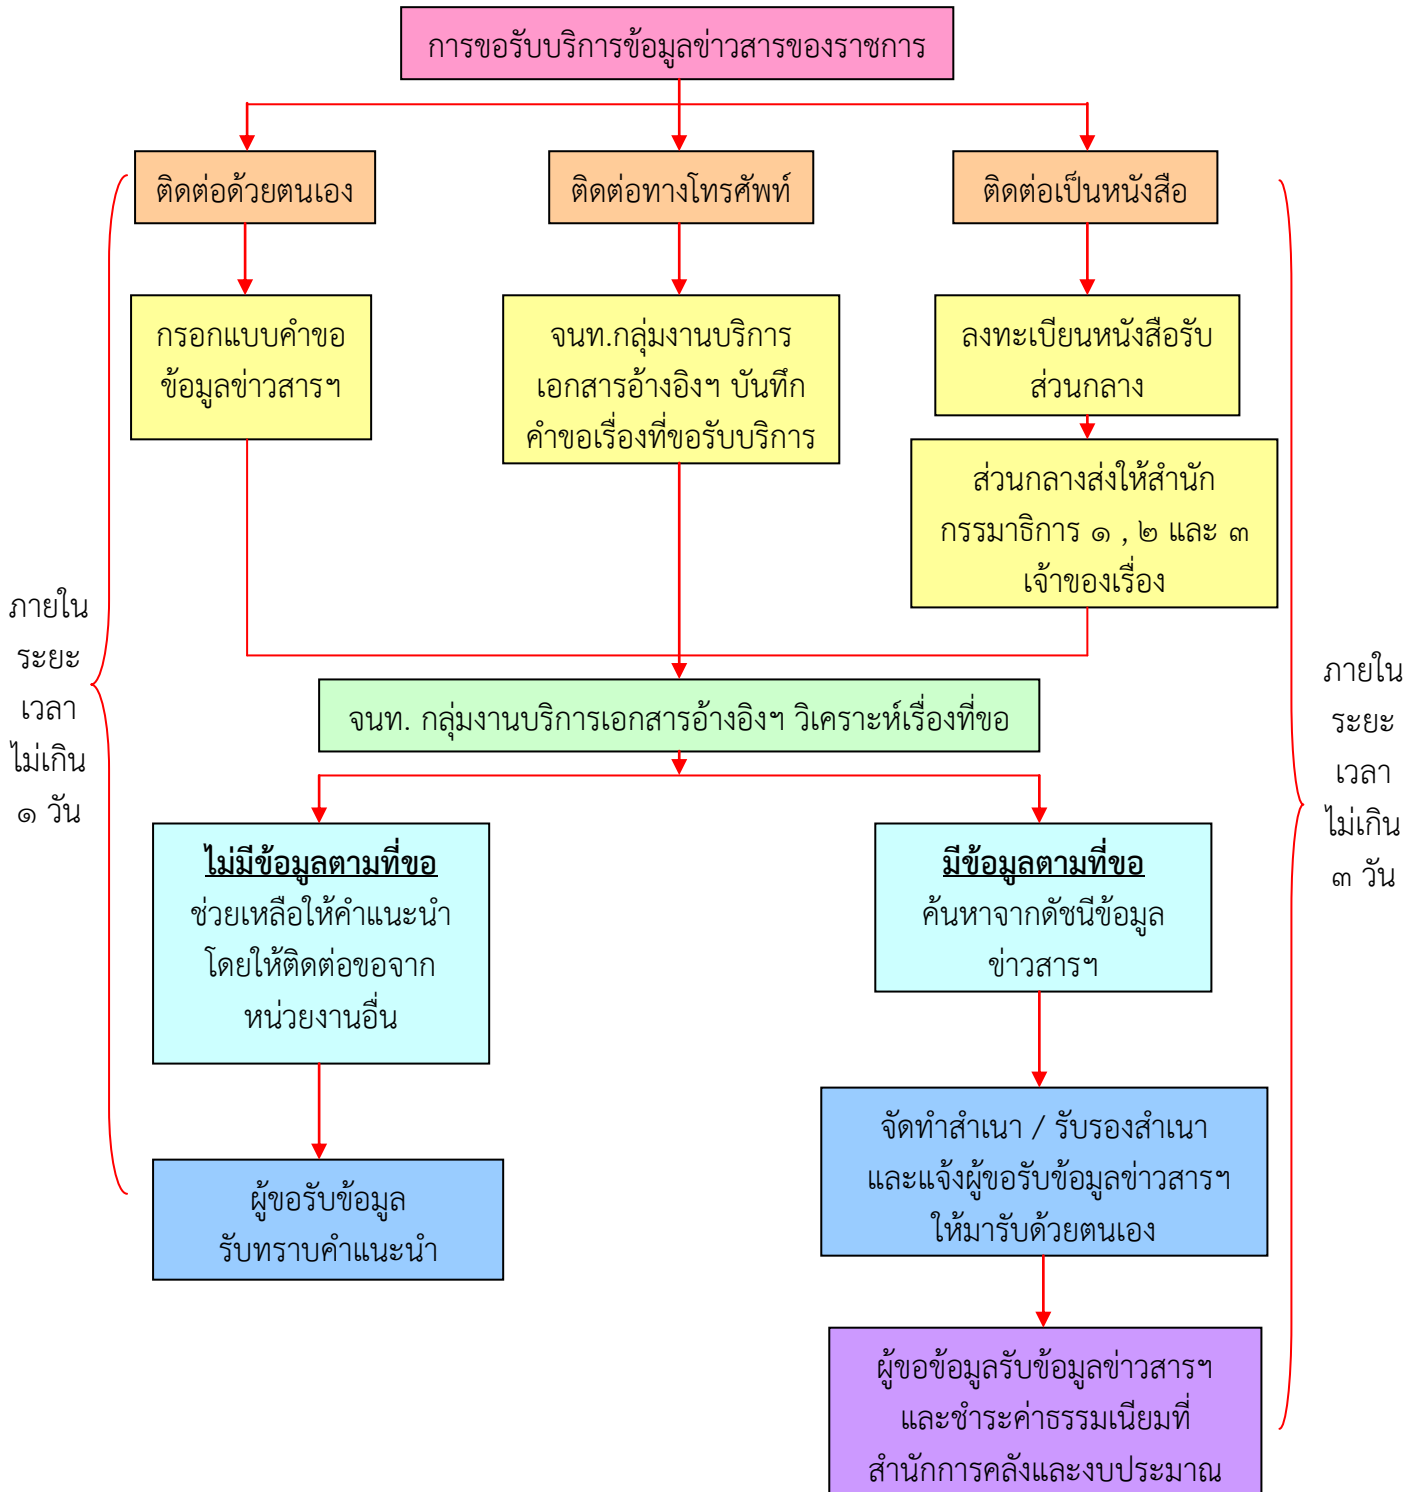 การขอรับบริการข้อมูลข่าวสารของราชการ
ติดต่อด้วยตนเอง
ติดต่อทางโทรศัพท์
ติดต่อเป็นหนังสือ
กรอกแบบคำขอ
ข้อมูลข่าวสารฯ
จนท.กลุ่มงานบริการ
เอกสารอ้างอิงฯ บันทึก
คำขอเรื่องที่ขอรับบริการ
ลงทะเบียนหนังสือรับ
ส่วนกลาง
ส่วนกลางส่งให้สำนัก
กรรมาธิการ ๑ , ๒ และ ๓
เจ้าของเรื่อง
ภายใน
ระยะ
เวลา
ไม่เกิน
๑ วัน
ภายใน
ระยะ
เวลา
ไม่เกิน
๓ วัน
จนท. กลุ่มงานบริการเอกสารอ้างอิงฯ วิเคราะห์เรื่องที่ขอ
ไม่มีข้อมูลตามที่ขอ
ช่วยเหลือให้คำแนะนำ
โดยให้ติดต่อขอจาก
หน่วยงานอื่น
มีข้อมูลตามที่ขอ
ค้นหาจากดัชนีข้อมูล
ข่าวสารฯ
ผู้ขอรับข้อมูล
รับทราบคำแนะนำ
จัดทำสำเนา / รับรองสำเนา
และแจ้งผู้ขอรับข้อมูลข่าวสารฯ
ให้มารับด้วยตนเอง
ผู้ขอข้อมูลรับข้อมูลข่าวสารฯ
และชำระค่าธรรมเนียมที่
สำนักการคลังและงบประมาณ